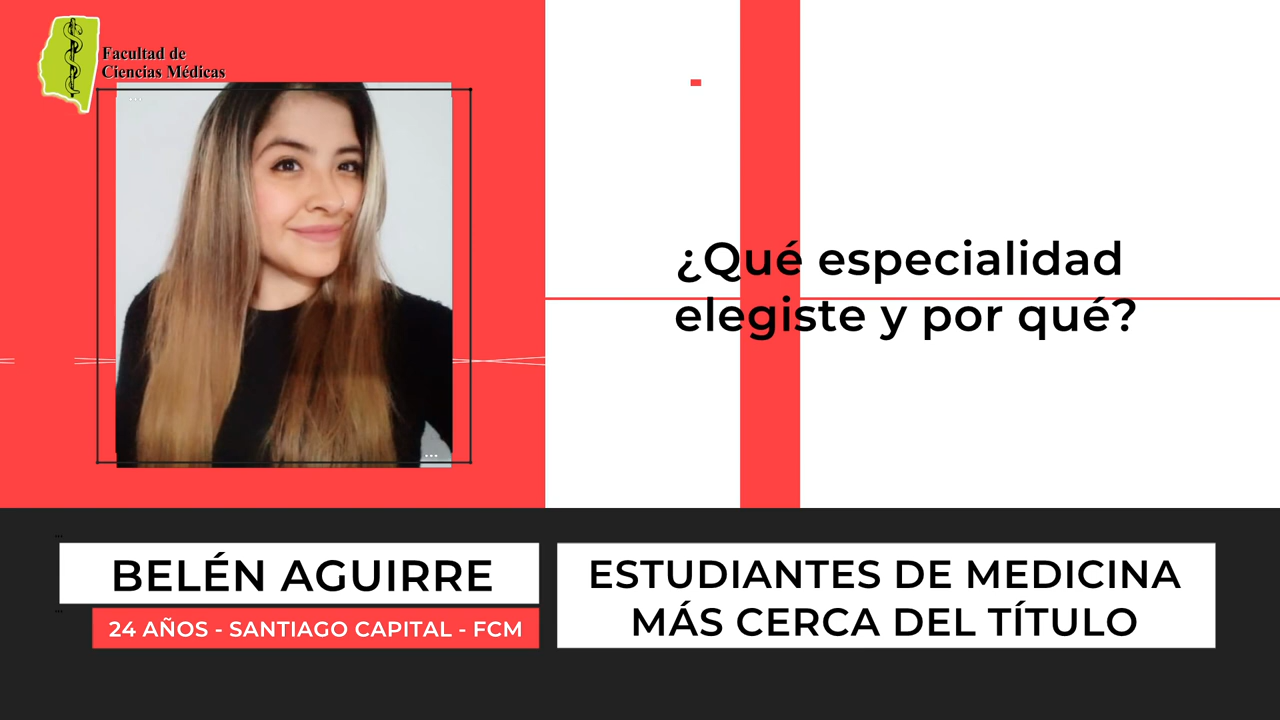 Facultad de
Ciencias Médicas
¿Qué especialidad
elegiste y por qué?
BELÉN AGUIRRE
24 AÑOS - SANTIAGO CAPITAL - FCM
ESTUDIANTES DE MEDICINA
MÁS CERCA DEL TÍTULO